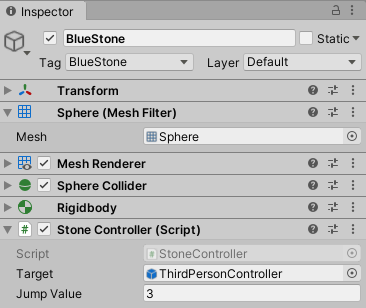 Inspector
BlueStone Static
Tag BlueStone Layer Default
Transform
Sphere (Mesh Filter)
Mesh Sphere
Mesh Renderer
Sphere Collider
Rigidbody
# Stone Controller (Script)
Script # StoneController
Target ThirdPersonController
Jump Value 3